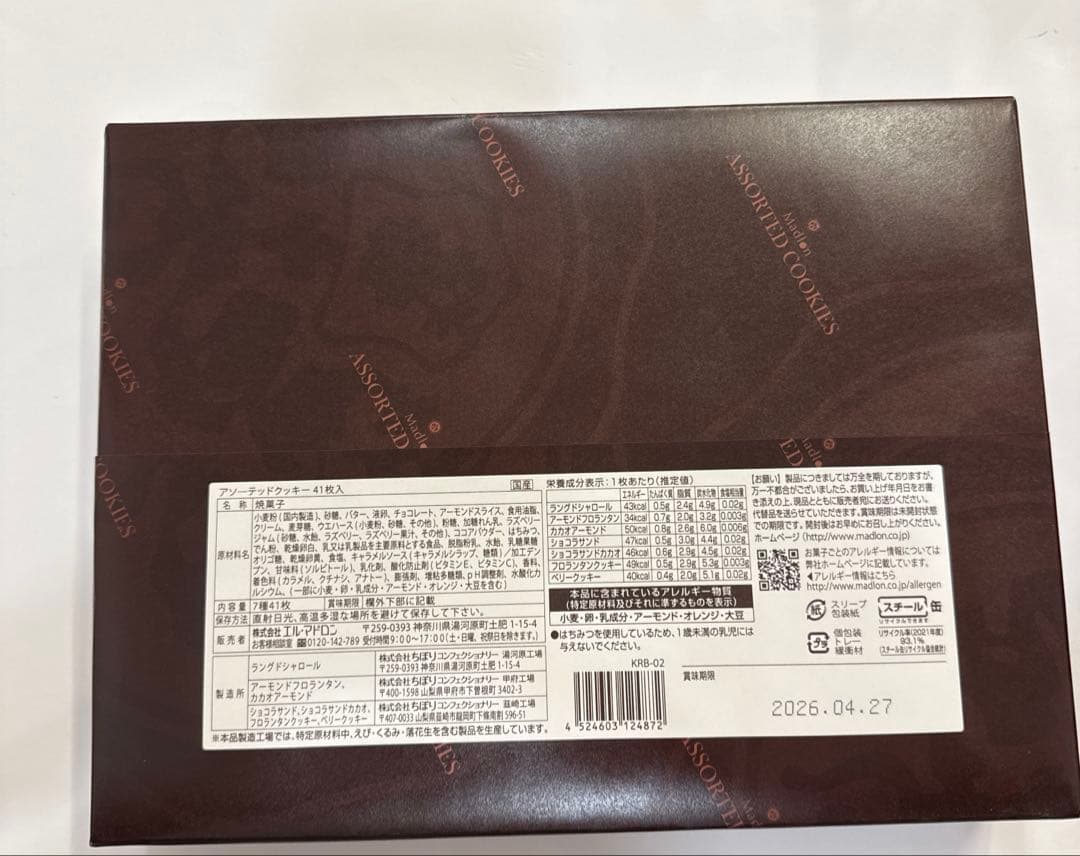 COOKIES
ASSORTED COOKIES
Madlon
COOKIES
ASSORTED
Madl
ED
Madlon
COOKIES
アソーテッドクッキー 41枚入
国産
名 称 焼菓子
原材料名
小麦粉(国内製造)、砂糖、バター、液卵、チョコレート、アーモンドスライス、食用油脂、
クリーム、麦芽糖、ウエハース(小麦粉、砂糖、その他)、粉糖、加糖れん乳、ラズベリー
ジャム(砂糖、水飴、ラズベリー、ラズベリー果汁、その他)、ココアパウダー、はちみつ、
でん粉、乾燥卵白、乳又は乳製品を主要原料とする食品、脱脂粉乳、水飴、乳糖果糖
オリゴ糖、乾燥卵黄、食塩、キャラメルソース(キャラメルシラップ、糖類)/加工デン
プン、甘味料(ソルビトール)、乳化剤、酸化防止剤(ビタミンE、ビタミンC)、香料、
着色料(カラメル、クチナシ、アナトー)、膨張剤、増粘多糖類、pH調整剤、水酸化カ
ルシウム、(一部に小麦・卵・乳成分・アーモンド・オレンジ・大豆を含む)
内容量 7種41枚 賞味期限 欄外下部に記載
保存方法 直射日光、高温多湿な場所を避けて保存して下さい。
販売者 株式会社エル・マドロン 〒259-0393 神奈川県湯河原町土肥 1-15-4
お客様相談室 0120-142-789 受付時間9:00〜17:00(土・日曜、祝祭日を除きます。)
製造所
ラングドシャロール 株式会社ちぼりコンフェクショナリー 湯河原工場
〒259-0393 神奈川県湯河原町土肥 1-15-4
アーモンドフロランタン、 株式会社ちぼりコンフェクショナリー 甲府工場
カカオアーモンド 〒400-1598 山梨県甲府市下曽根町 3402-3
ショコラサンド、ショコラサンドカカオ、 株式会社ちぼりコンフェクショナリー 韮崎工場
フロランタンクッキー、ベリークッキー 〒407-0033 山梨県韮崎市龍岡町下條南割 596-51
※本品製造工場では、特定原材料中、えび・くるみ・落花生を含む製品を生産しています。
栄養成分表示:1枚あたり(推定値)
エネルギー たんぱく質 脂質 炭水化物 食塩相当量
ラングドシャロール 43kcal 0.5g 2.4g 4.9g 0.02g
アーモンドフロランタン 34kcal 0.7g 2.0g 3.2g 0.003g
カカオアーモンド 50kcal 0.8g 2.6g 6.0g 0.006g
ショコラサンド 47kcal 0.5g 3.0g 4.4g 0.02g
ショコラサンドカカオ 46kcal 0.6g 2.9g 4.5g 0.02g
フロランタンクッキー 49kcal 0.5g 2.9g 5.3g 0.003g
ベリークッキー 40kcal 0.4g 2.0g 5.1g 0.02g
本品に含まれているアレルギー物質
(特定原材料及びそれに準ずるものを表示)
小麦・卵・乳成分・アーモンド・オレンジ・大豆
●はちみつを使用しているため、1歳未満の乳児には
与えないでください。
KRB-02
4 524603 124872
【お願い】製品につきましては万全を期しておりますが、
万一不都合がございましたら、お買い上げ年月日をお書
き添えの上、現品とともに販売者宛にお送りください。
代替品を送らせていただきます。賞味期限は未開封状態
での期限です。開封後はお早めにお召し上がりください。
ホームページ(http://www.madlon.co.jp)
お菓子ごとのアレルギー情報については
弊社ホームページに記載しています。
◀アレルギー情報はこちら
http://www.madlon.co.jp/allergen
紙 スリーブ
包装紙
プラ 個包装
トレー
緩衝材
スチール 缶
リサイクルできます
リサイクル率(2021年度)
93.1%
(スチール缶リサイクル協会統計)
賞味期限
2026.04.27
IES
ASSORTED
Madlon